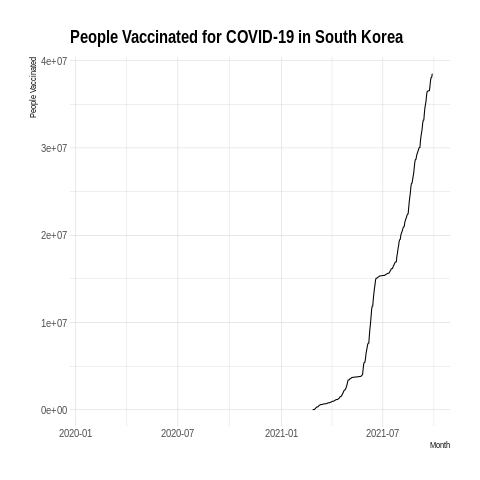 People Vaccinated for COVID-19 in South Korea
People Vaccinated
4e+07
3e+07
2e+07
1e+07
0e+00
2020-01 2020-07 2021-01 2021-07
Month